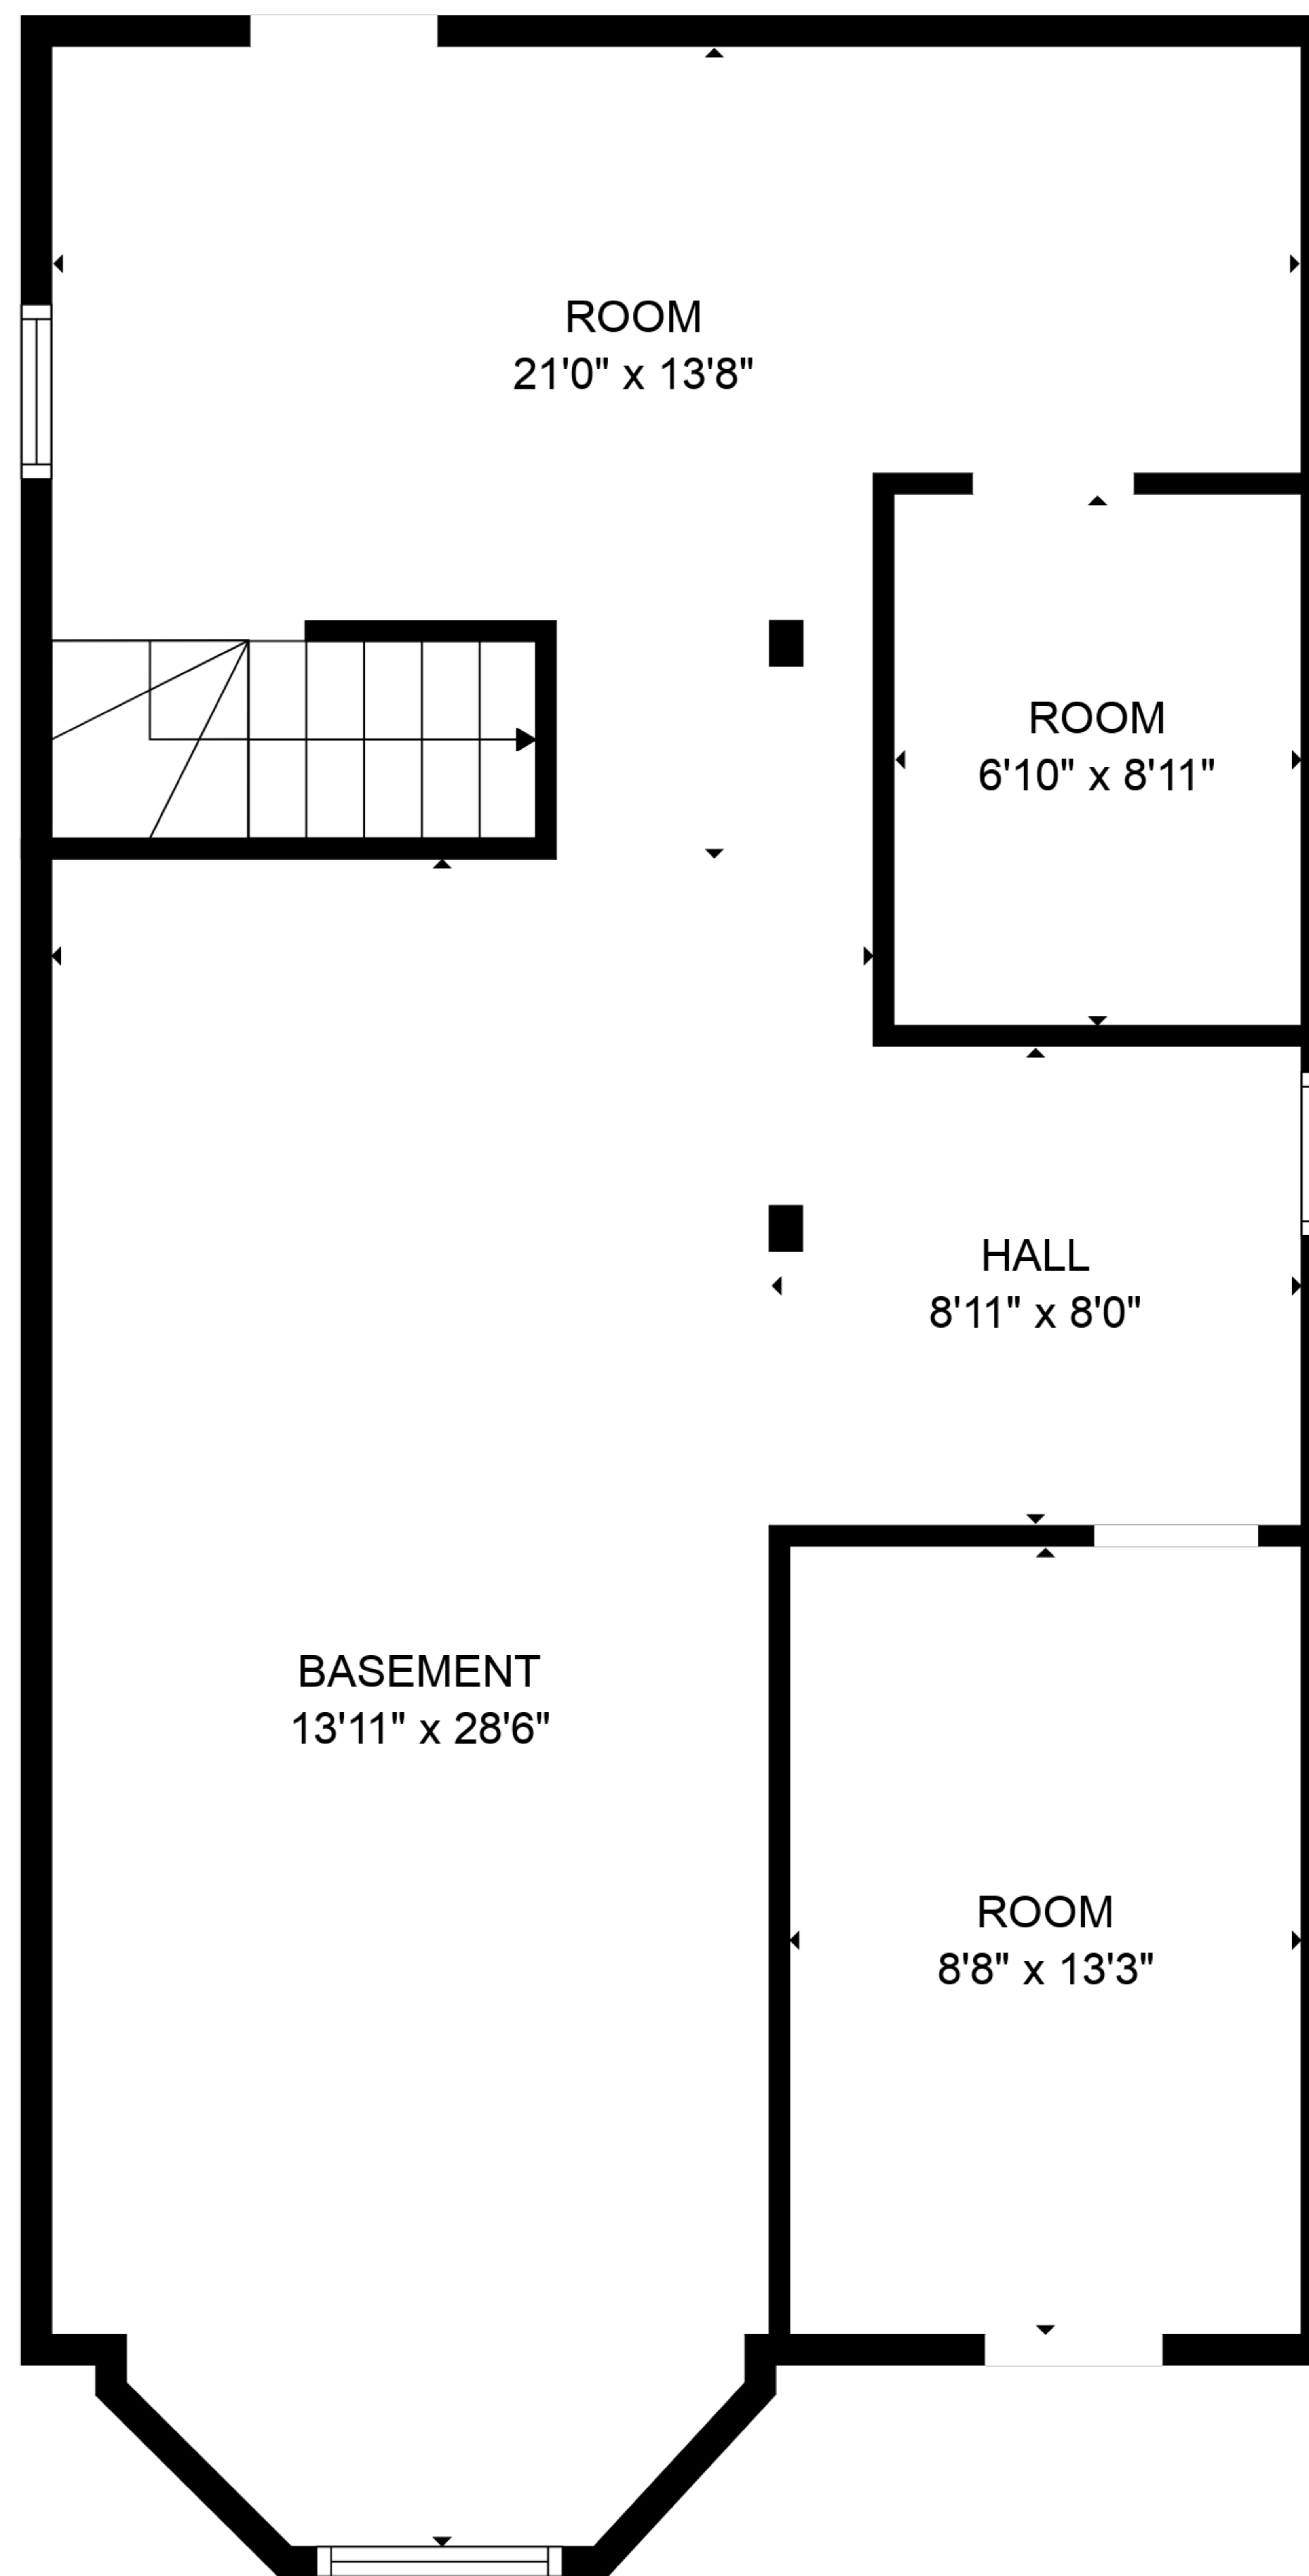 ROOM
21'0" x 13'8"
ROOM
6'10" x 8'11"
HALL
8'11" x 8'0"
BASEMENT
13'11" x 28'6"
ROOM
8'8" x 13'3"